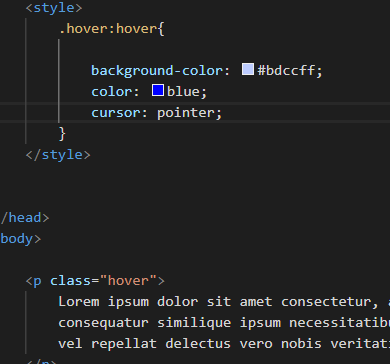 <style>
.hover:hover{
background-color: #bdccff;
color: blue;
cursor: pointer;
}
</style>
/head>
body>
<p class="hover">
Lorem ipsum dolor sit amet consectetur, a
consequatur similique ipsum necessitatib
vel repellat delectus vero nobis veritati
</p>